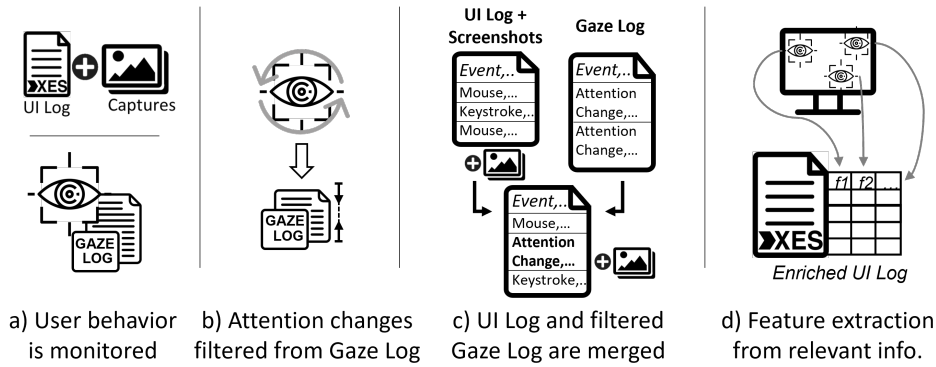 XES
UI Log
Captures
GAZE
LOG
a) User behavior
is monitored
GAZE
LOG
b) Attention changes
filtered from Gaze Log
UI Log +
Screenshots
Event,..
Mouse,...
Keystroke,..
Mouse,...
Gaze Log
Event,..
Attention
Change,...
Attention
Change,...
Event,..
Mouse,...
Attention
Change,...
Keystroke,..
c) UI Log and filtered
Gaze Log are merged
XES
f1 f2 ...
Enriched UI Log
d) Feature extraction
from relevant info.